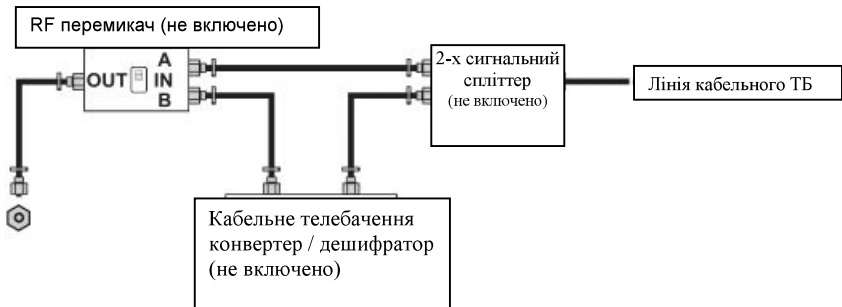 RF перемикач (не включено)
A
OUT IN
B
2-х сигнальний
спліттер
(не включено)
Лінія кабельного ТБ
Кабельне телебачення
конвертер / дешифратор
(не включено)